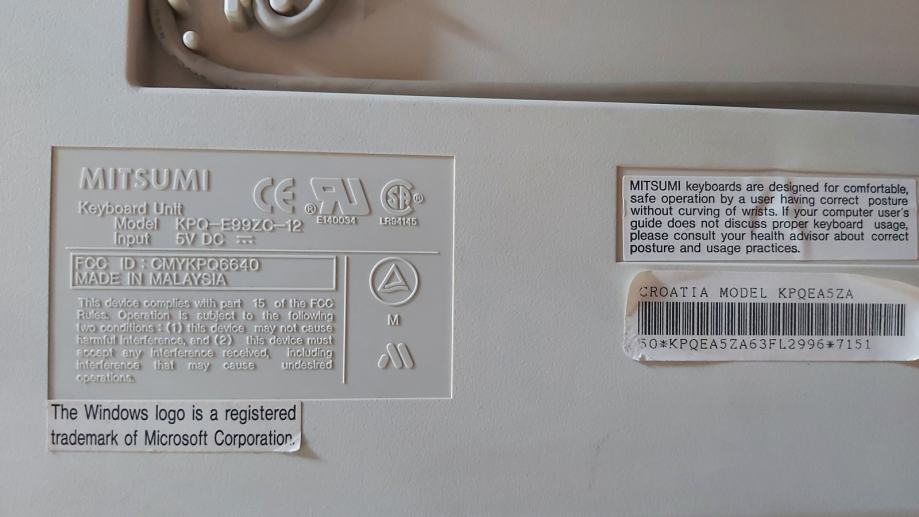 MITSUMI
CE
E140034
LR94145
Keyboard Unit
Model KPQ-E99ZC-12
Input 5V DC
FCC ID : CMYKPQ6640
MADE IN MALAYSIA
This device complies with part 15 of the FCC
Rules. Operation is subject to the following
two conditions : (1) this device may not cause
harmful interference, and (2) this device must
accept any interference received, including
interference that may cause undesired
operations.
M
The Windows logo is a registered
trademark of Microsoft Corporation.
MITSUMI keyboards are designed for comfortable,
safe operation by a user having correct posture
without curving of wrists. If your computer user's
guide does not discuss proper keyboard usage,
please consult your health advisor about correct
posture and usage practices.
CROATIA MODEL KPQEA5ZA
50*KPQEA5ZA63FL2996*7151